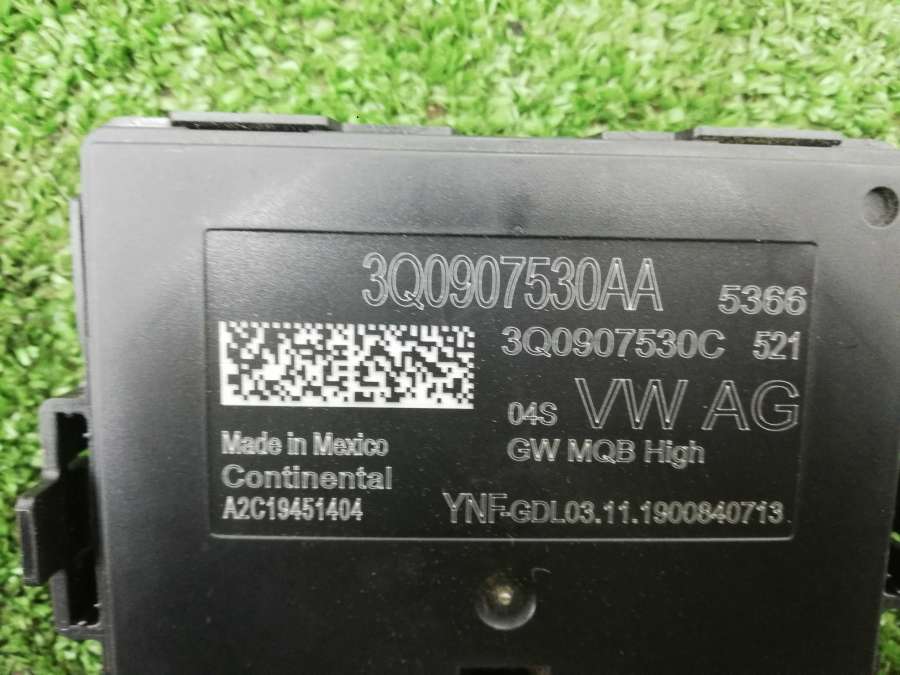 3Q0907530AA 5366
3Q0907530C 521
04S VW AG
GW MQB High
Made in Mexico
Continental
A2C19451404
YNF-GDL03.11.1900840713